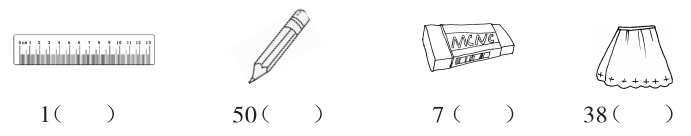 0cm 1 2 3 4 5 6 7 8 9 10 11 12 13
1( ) 50( ) 7( ) 38( )